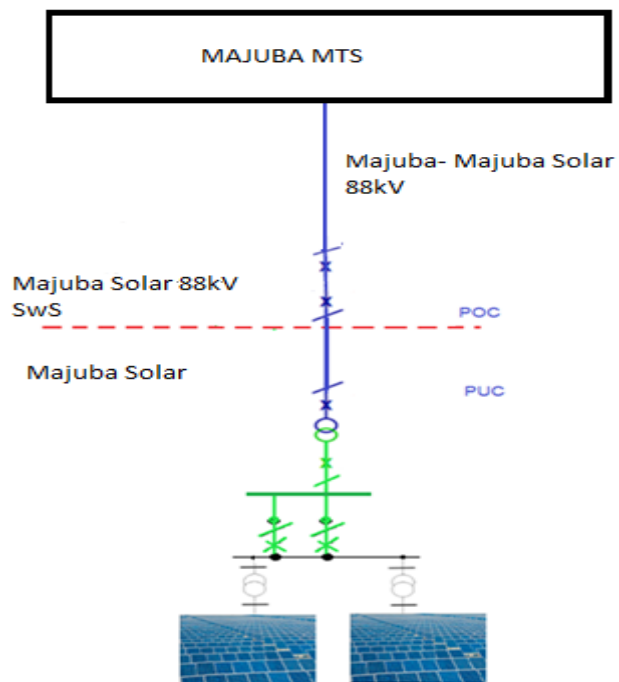 MAJUBA MTS
Majuba- Majuba Solar
88kV
Majuba Solar 88kV
SwS
POC
Majuba Solar
PUC